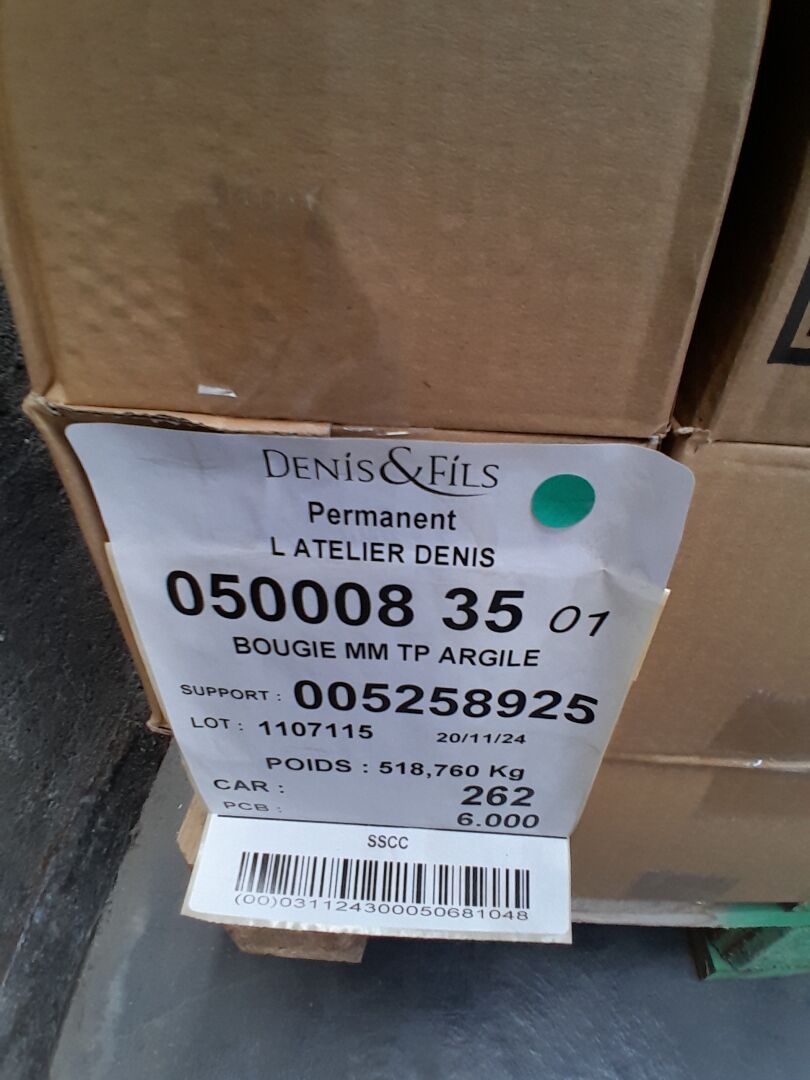 DENIS&FILS
Permanent
L ATELIER DENIS
050008 35 01
BOUGIE MM TP ARGILE
SUPPORT : 005258925
LOT : 1107115 20/11/24
POIDS : 518,760 Kg
CAR : 262
PCB : 6.000
SSCC
(00)031124300050681048